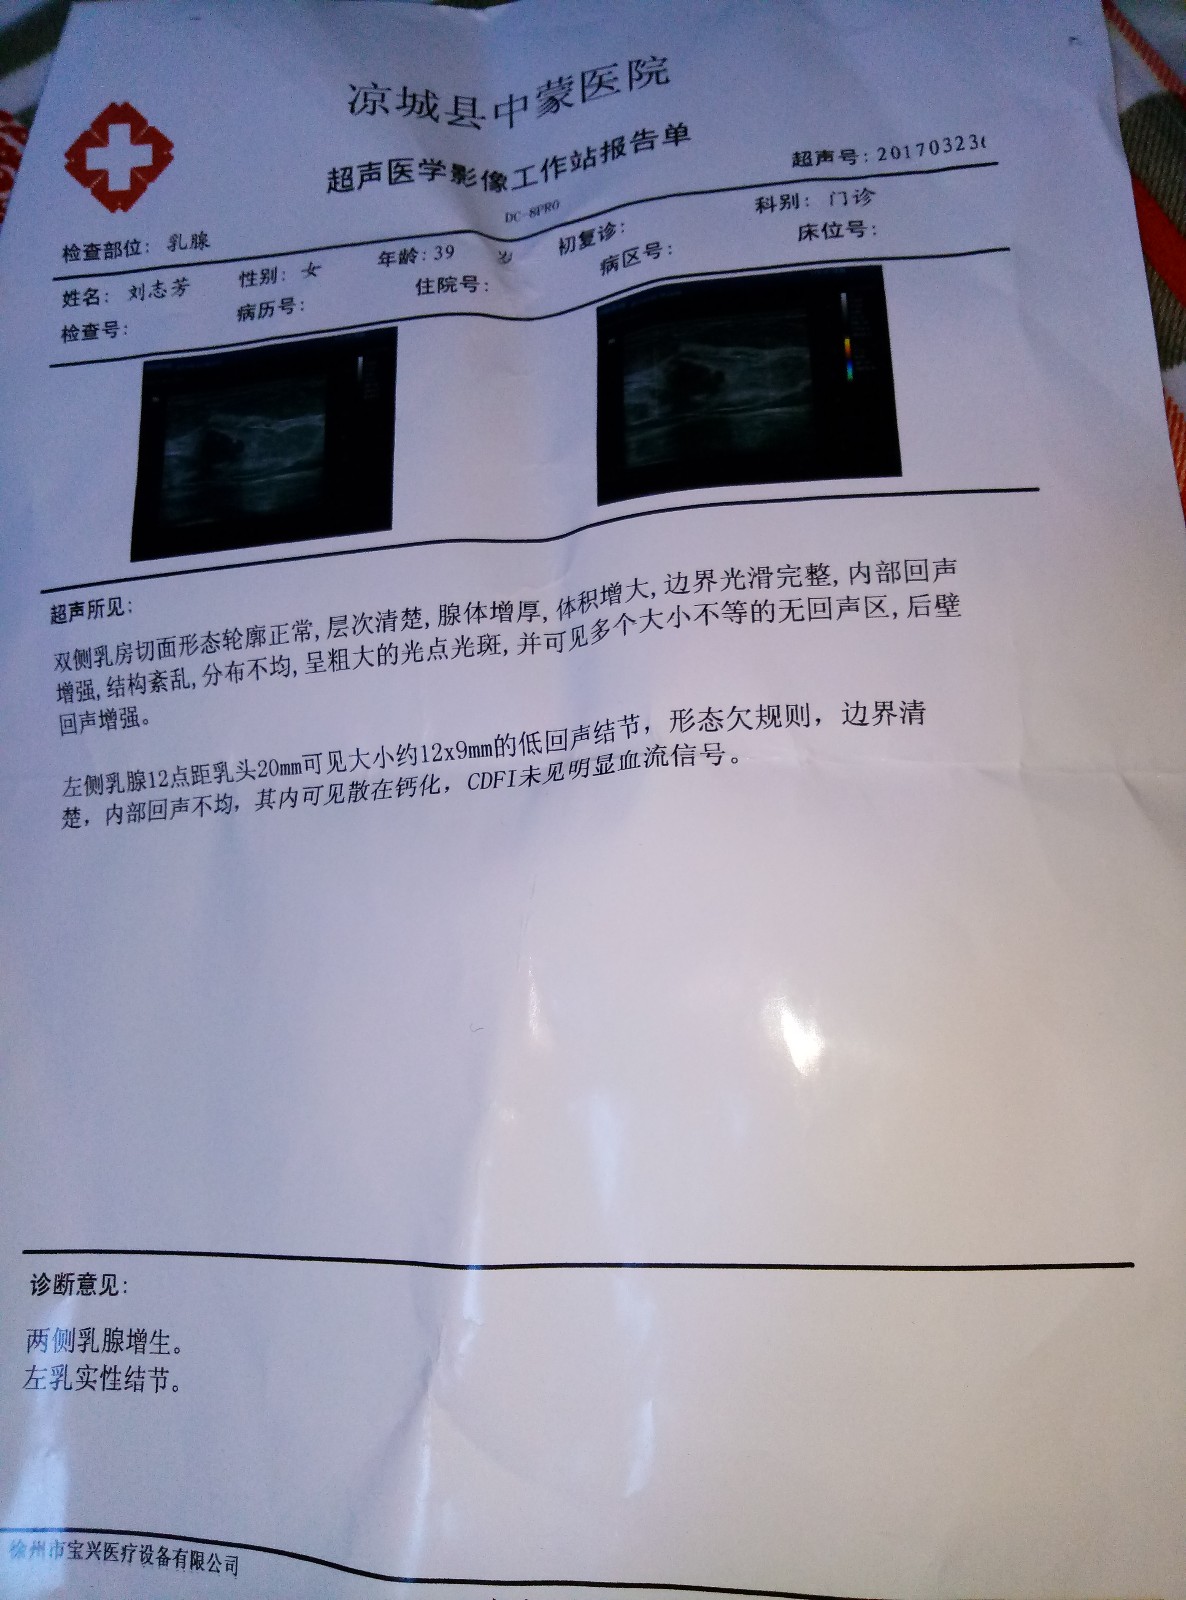 凉城县中蒙医院
超声医学影像工作站报告单
DC-8PRO
超声号: 20170323
检查部位: 乳腺
科别: 门诊
姓名: 刘志芳 性别: 女 年龄: 39 岁 初复诊: 床位号:
检查号: 病历号: 住院号: 病区号:
超声所见:
双侧乳房切面形态轮廓正常, 层次清楚, 腺体增厚, 体积增大, 边界光滑完整, 内部回声
增强, 结构紊乱, 分布不均, 呈粗大的光点光斑, 并可见多个大小不等的无回声区, 后壁
回声增强。
左侧乳腺12点距乳头20mm可见大小约12x9mm的低回声结节，形态欠规则，边界清
楚，内部回声不均，其内可见散在钙化，CDFI未见明显血流信号。
诊断意见:
两侧乳腺增生。
左乳实性结节。
徐州市宝兴医疗设备有限公司